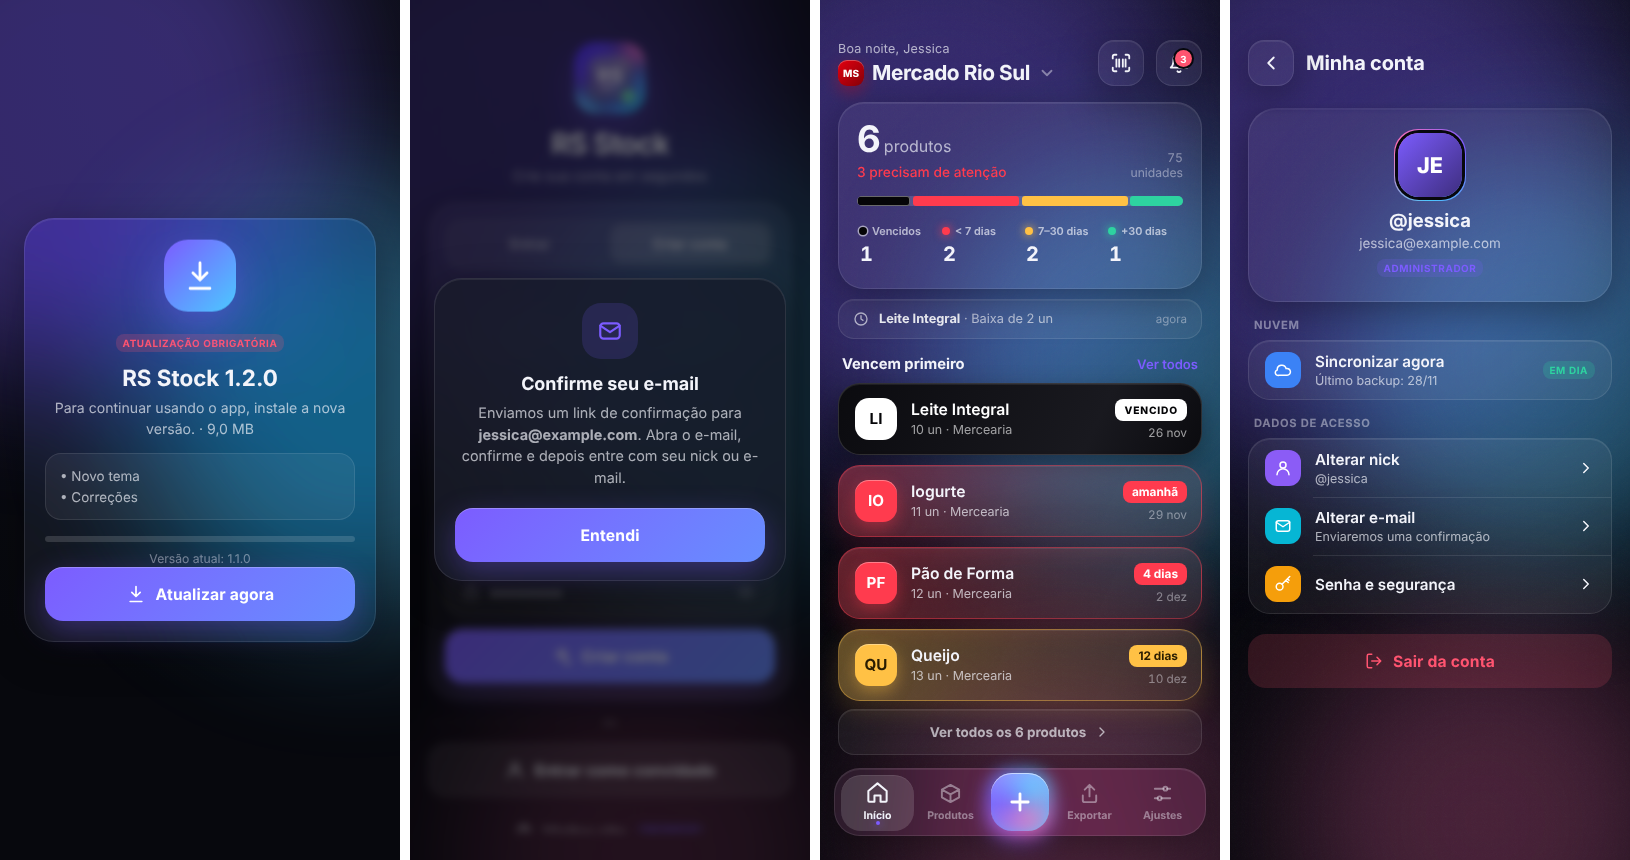 ATUALIZAÇÃO OBRIGATÓRIA
RS Stock 1.2.0
Para continuar usando o app, instale a nova
versão. · 9,0 MB
• Novo tema
• Correções
Versão atual: 1.1.0
Atualizar agora
RS Stock
Confirme seu e-mail
Enviamos um link de confirmação para
jessica@example.com. Abra o e-mail,
confirme e depois entre com seu nick ou e-
mail.
Entendi
Criar conta
Entrar como convidado
Boa noite, Jessica
MS Mercado Rio Sul
3
6 produtos
3 precisam de atenção
75
unidades
Vencidos
1
< 7 dias
2
7–30 dias
2
+30 dias
1
Leite Integral · Baixa de 2 un
agora
Vencem primeiro
Ver todos
LI
Leite Integral
10 un · Mercearia
VENCIDO
26 nov
IO
Iogurte
11 un · Mercearia
amanhã
29 nov
PF
Pão de Forma
12 un · Mercearia
4 dias
2 dez
QU
Queijo
13 un · Mercearia
12 dias
10 dez
Ver todos os 6 produtos
Início
Produtos
Exportar
Ajustes
Minha conta
JE
@jessica
jessica@example.com
ADMINISTRADOR
NUVEM
Sincronizar agora
Último backup: 28/11
EM DIA
DADOS DE ACESSO
Alterar nick
@jessica
Alterar e-mail
Enviaremos uma confirmação
Senha e segurança
Sair da conta